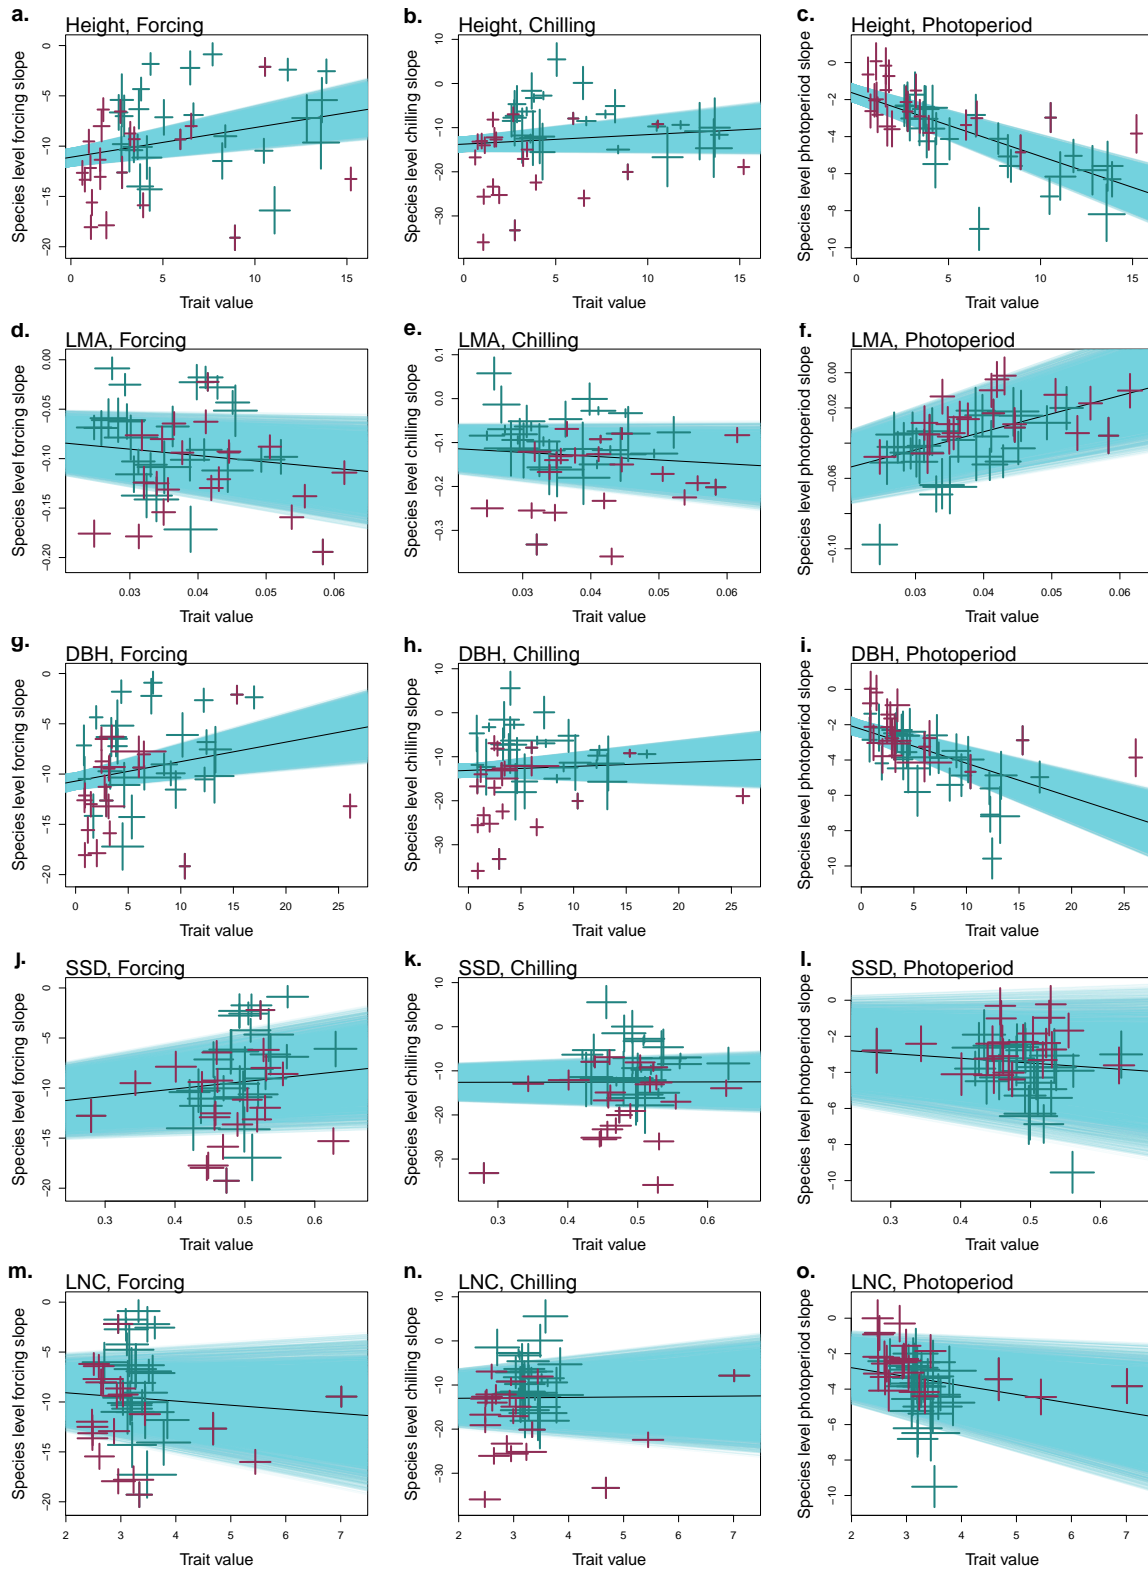 a. Height, Forcing
Species level forcing slope
0
−5
−10
−15
−20
0 5 10 15
Trait value
b. Height, Chilling
Species level chilling slope
10
0
−10
−20
−30
0 5 10 15
Trait value
c. Height, Photoperiod
Species level photoperiod slope
0
−2
−4
−6
−8
−10
0 5 10 15
Trait value
d. LMA, Forcing
Species level forcing slope
0.00
−0.05
−0.10
−0.15
−0.20
0.03 0.04 0.05 0.06
Trait value
e. LMA, Chilling
Species level chilling slope
0.1
0.0
−0.1
−0.2
−0.3
0.03 0.04 0.05 0.06
Trait value
f. LMA, Photoperiod
Species level photoperiod slope
0.00
−0.02
−0.06
−0.10
0.03 0.04 0.05 0.06
Trait value
g. DBH, Forcing
Species level forcing slope
0
−5
−10
−15
−20
0 5 10 15 20 25
Trait value
h. DBH, Chilling
Species level chilling slope
10
0
−10
−20
−30
0 5 10 15 20 25
Trait value
i. DBH, Photoperiod
Species level photoperiod slope
0
−2
−4
−6
−8
−10
0 5 10 15 20 25
Trait value
j. SSD, Forcing
Species level forcing slope
0
−5
−10
−15
−20
0.3 0.4 0.5 0.6
Trait value
k. SSD, Chilling
Species level chilling slope
10
0
−10
−20
−30
0.3 0.4 0.5 0.6
Trait value
l. SSD, Photoperiod
Species level photoperiod slope
0
−2
−4
−6
−8
−10
0.3 0.4 0.5 0.6
Trait value
m. LNC, Forcing
Species level forcing slope
0
−5
−10
−15
−20
2 3 4 5 6 7
Trait value
n. LNC, Chilling
Species level chilling slope
10
0
−10
−20
−30
2 3 4 5 6 7
Trait value
o. LNC, Photoperiod
Species level photoperiod slope
0
−2
−4
−6
−8
−10
2 3 4 5 6 7
Trait value